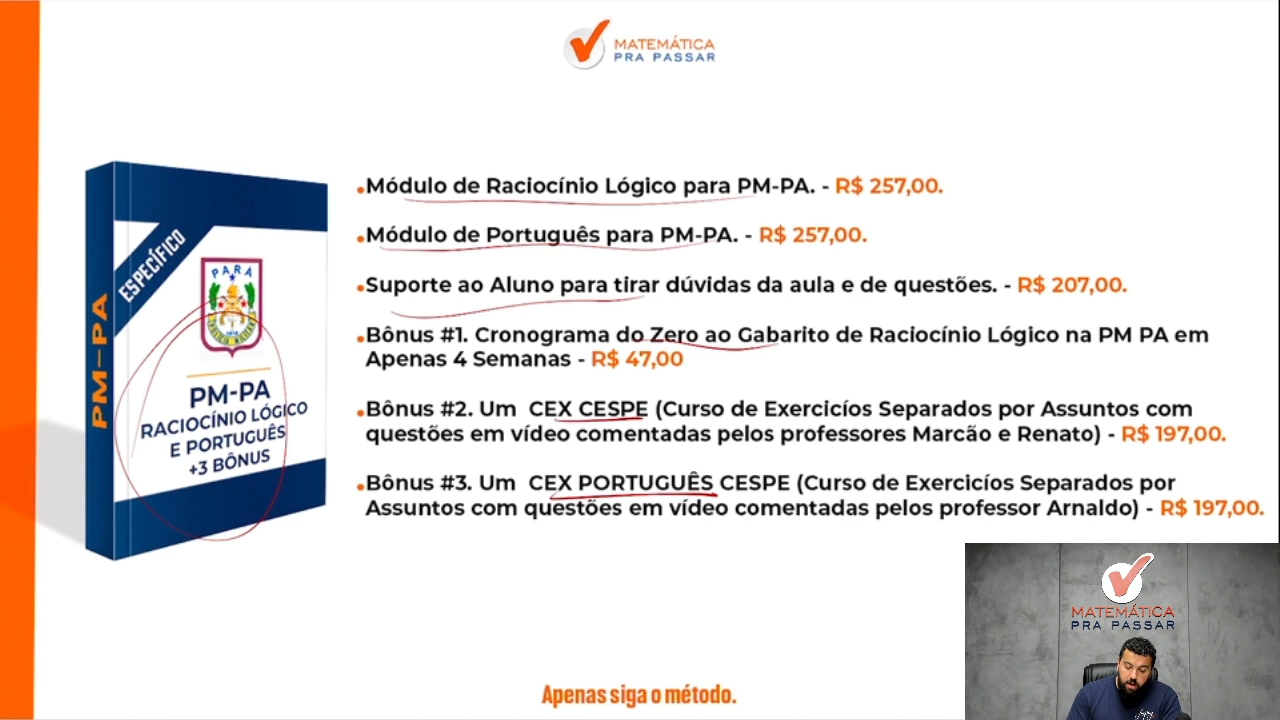 MATEMÁTICA
PRA PASSAR
•Módulo de Raciocínio Lógico para PM-PA. - R$ 257,00.
•Módulo de Português para PM-PA. - R$ 257,00.
•Suporte ao Aluno para tirar dúvidas da aula e de questões. - R$ 207,00.
•Bônus #1. Cronograma do Zero ao Gabarito de Raciocínio Lógico na PM PA em
Apenas 4 Semanas - R$ 47,00
•Bônus #2. Um CEX CESPE (Curso de Exercicíos Separados por Assuntos com
questões em vídeo comentadas pelos professores Marcão e Renato) - R$ 197,00.
•Bônus #3. Um CEX PORTUGUÊS CESPE (Curso de Exercicíos Separados por
Assuntos com questões em vídeo comentadas pelos professor Arnaldo) - R$ 197,00.
PM-PA
ESPECÍFICO
PARÁ
PM-PA
RACIOCÍNIO LÓGICO
E PORTUGUÊS
+3 BÔNUS
MATEMÁTICA
PRA PASSAR
Apenas siga o método.